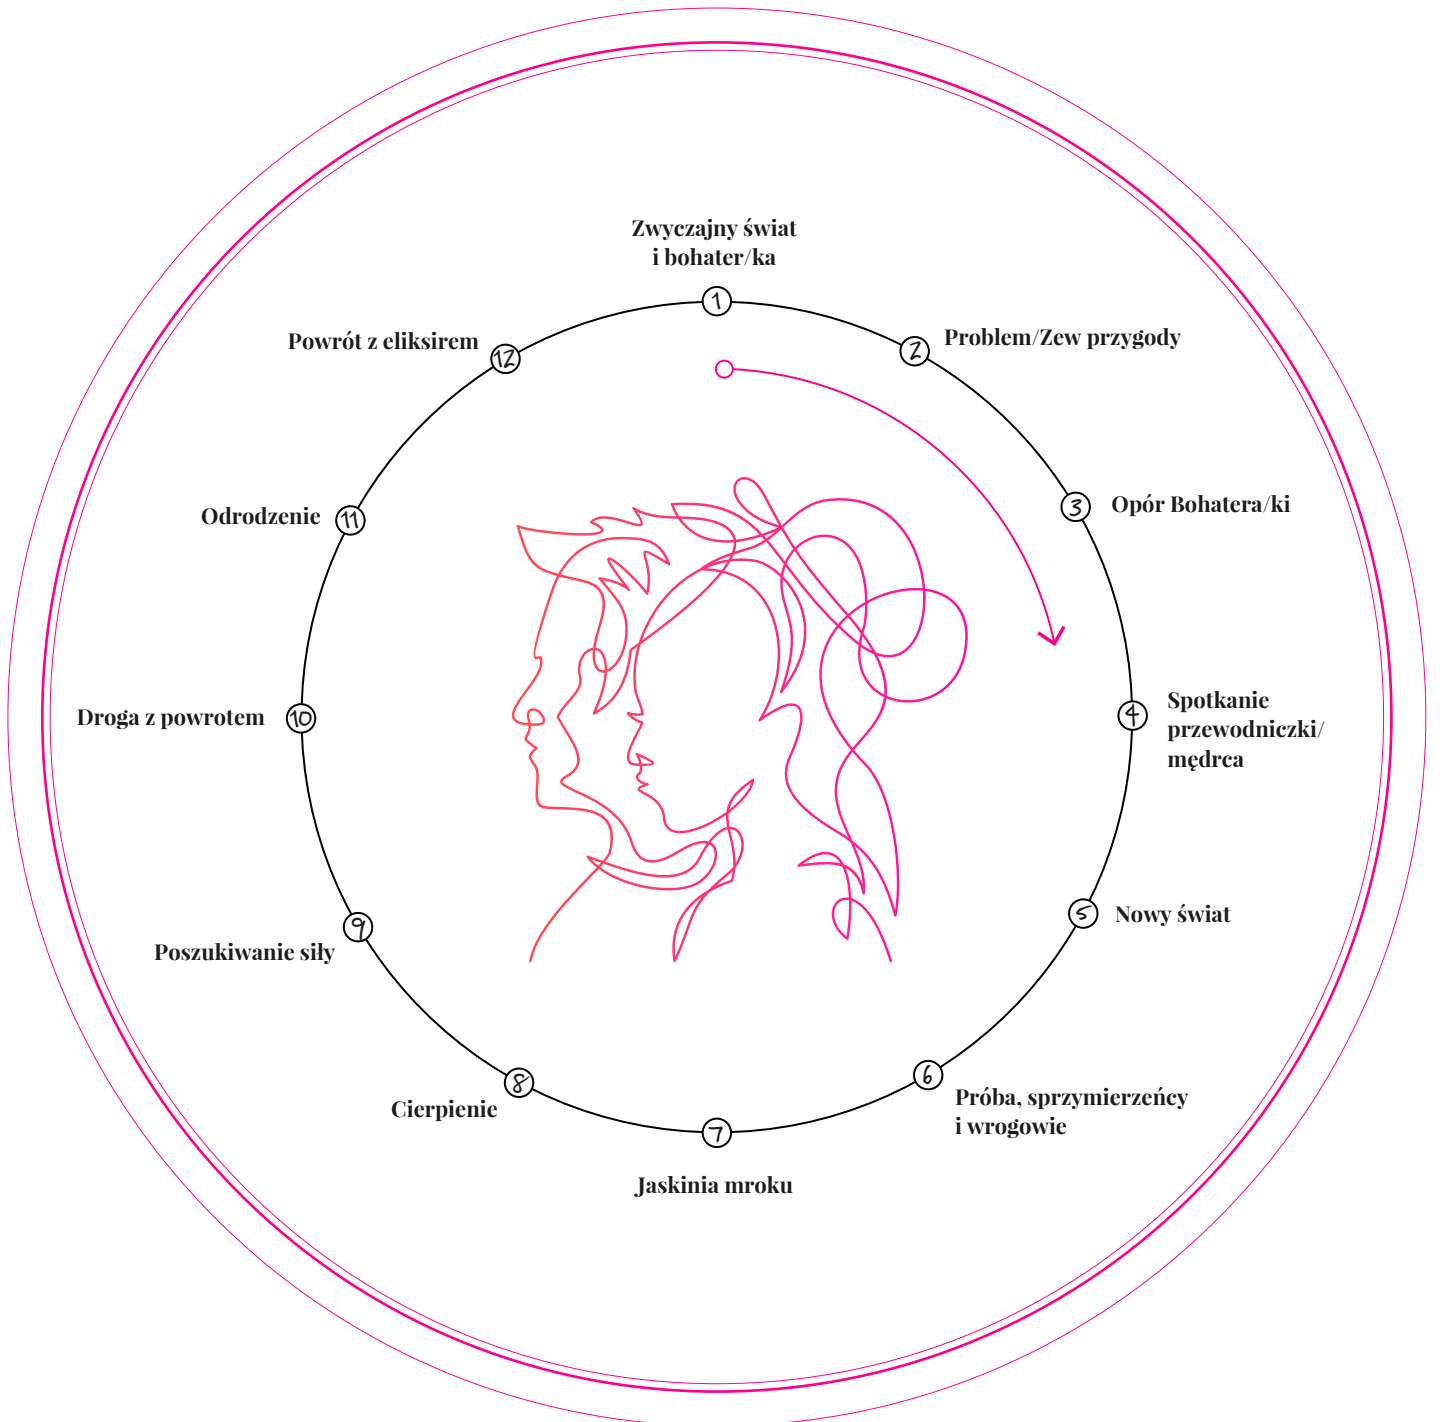 Zwyczajny świat
i bohater/ka
1
2
Problem/Zew przygody
3
Opór Bohatera/ki
4
Spotkanie
przewodniczki/
mędrca
5
Nowy świat
6
Próba, sprzymierzeńcy
i wrogowie
7
Jaskinia mroku
8
Cierpienie
9
Poszukiwanie siły
10
Droga z powrotem
11
Odrodzenie
12
Powrót z eliksirem